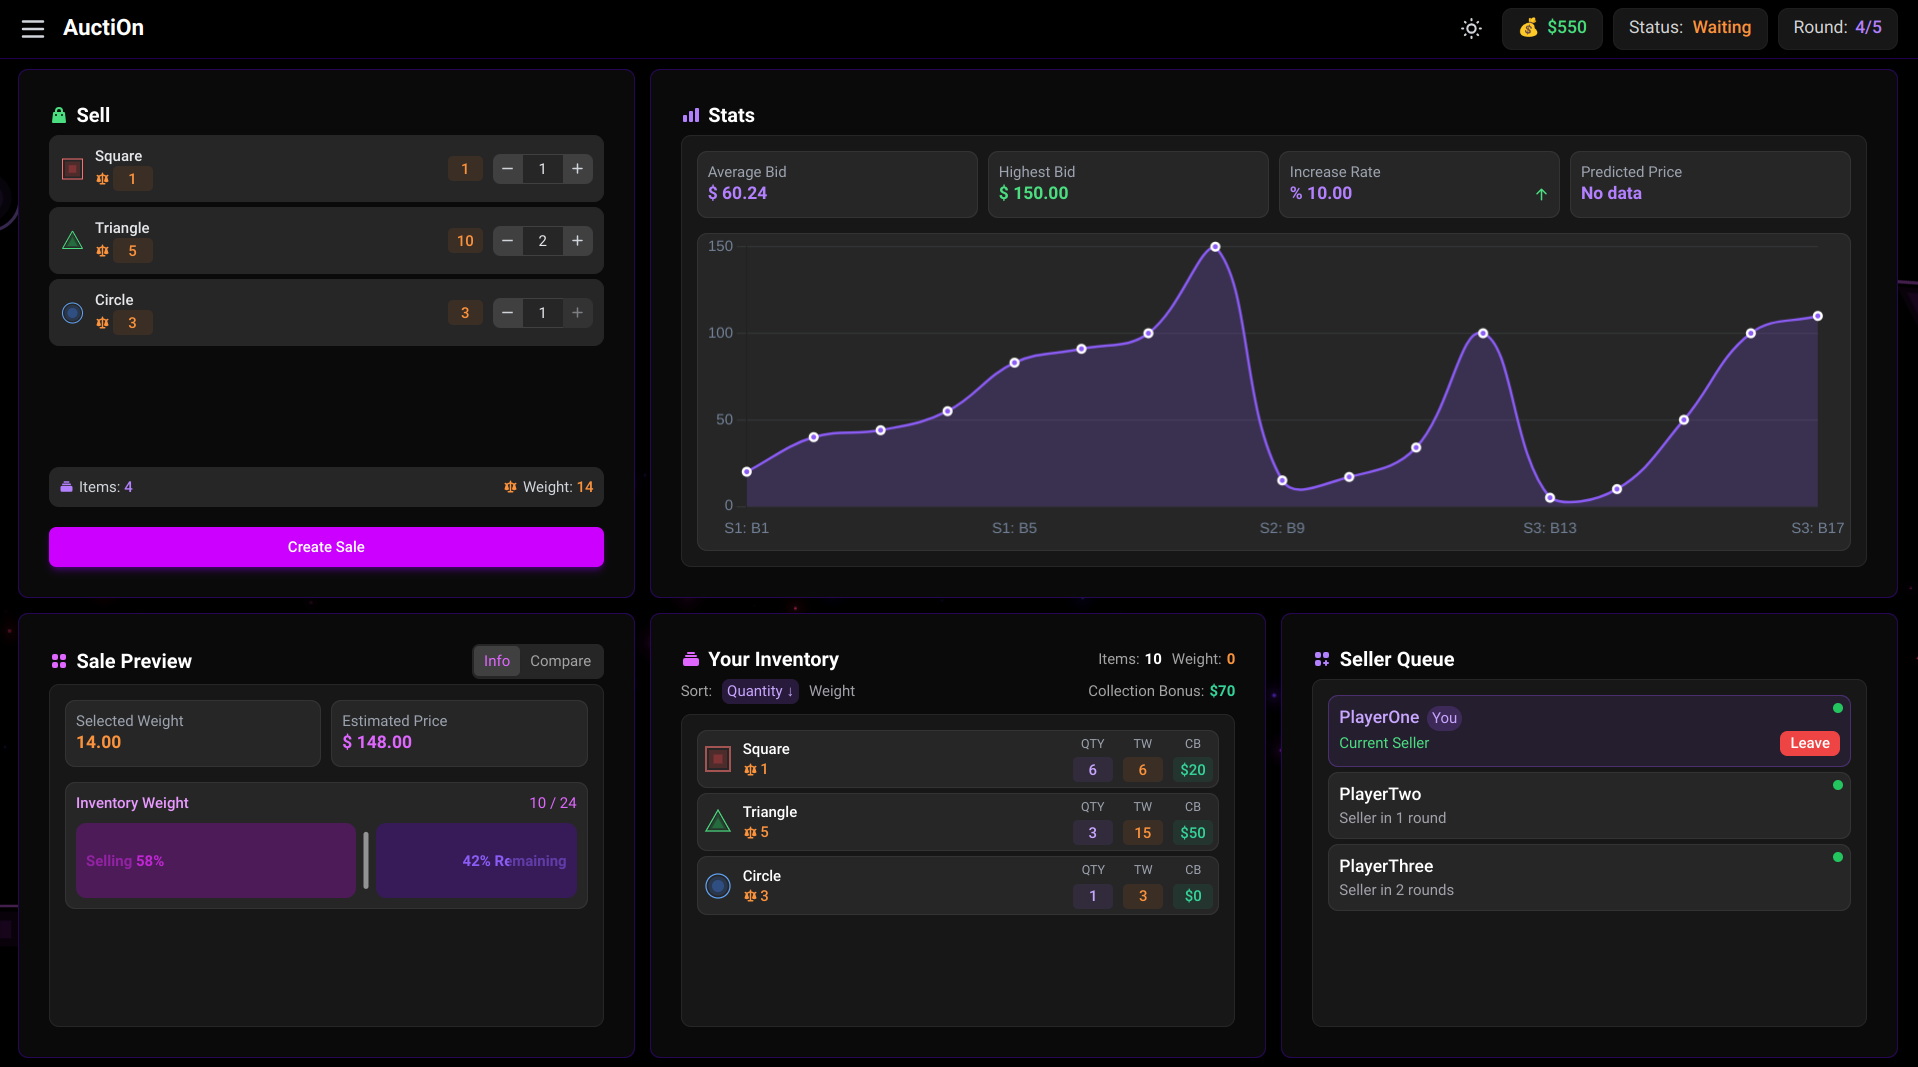 AuctiOn
$550
Status: Waiting
Round: 4/5
Sell
Square
1
1
− 1 +
Triangle
5
10
− 2 +
Circle
3
3
− 1 +
Items: 4
Weight: 14
Create Sale
Stats
Average Bid
$ 60.24
Highest Bid
$ 150.00
Increase Rate
% 10.00
Predicted Price
No data
150
100
50
0
S1: B1
S1: B5
S2: B9
S3: B13
S3: B17
Sale Preview
Info
Compare
Selected Weight
14.00
Estimated Price
$ 148.00
Inventory Weight
10 / 24
Selling 58%
42% Remaining
Your Inventory
Items: 10 Weight: 0
Sort: Quantity ↓ Weight
Collection Bonus: $70
Square
1
QTY TW CB
6 6 $20
Triangle
5
QTY TW CB
3 15 $50
Circle
3
QTY TW CB
1 3 $0
Seller Queue
PlayerOne You
Current Seller
Leave
PlayerTwo
Seller in 1 round
PlayerThree
Seller in 2 rounds